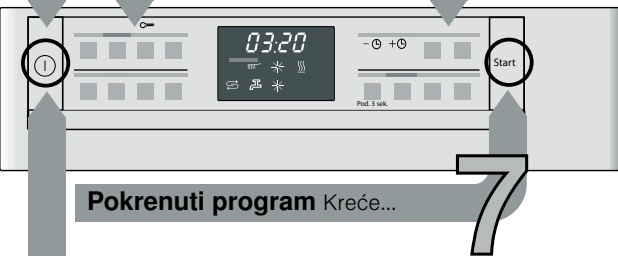 03:20
- +
Start
Pod. 3 sek.
Pokrenuti program Kreće...
7